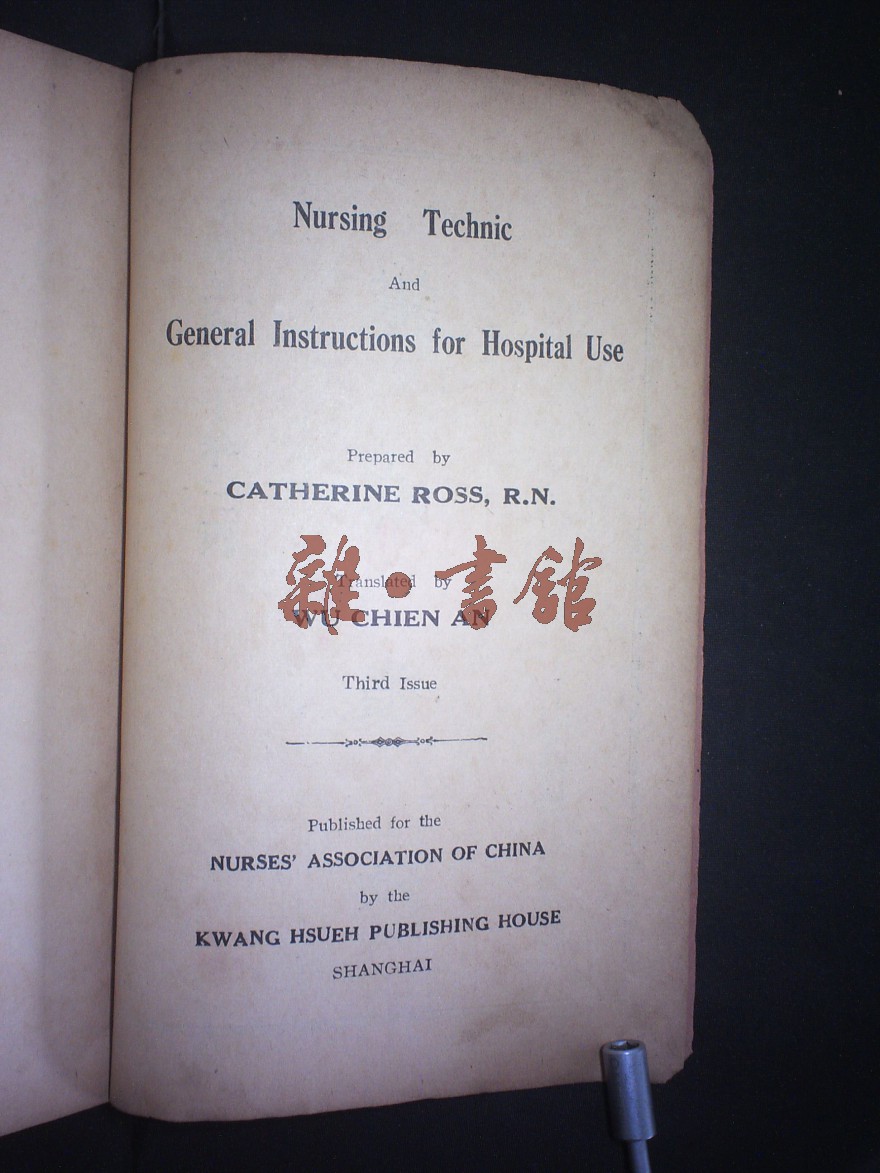 Nursing Technic
And
General Instructions for Hospital Use
Prepared by
CATHERINE ROSS, R.N.
Translated by
雜·書館
WU CHIEN AN
Third Issue
Published for the
NURSES' ASSOCIATION OF CHINA
by the
KWANG HSUEH PUBLISHING HOUSE
SHANGHAI